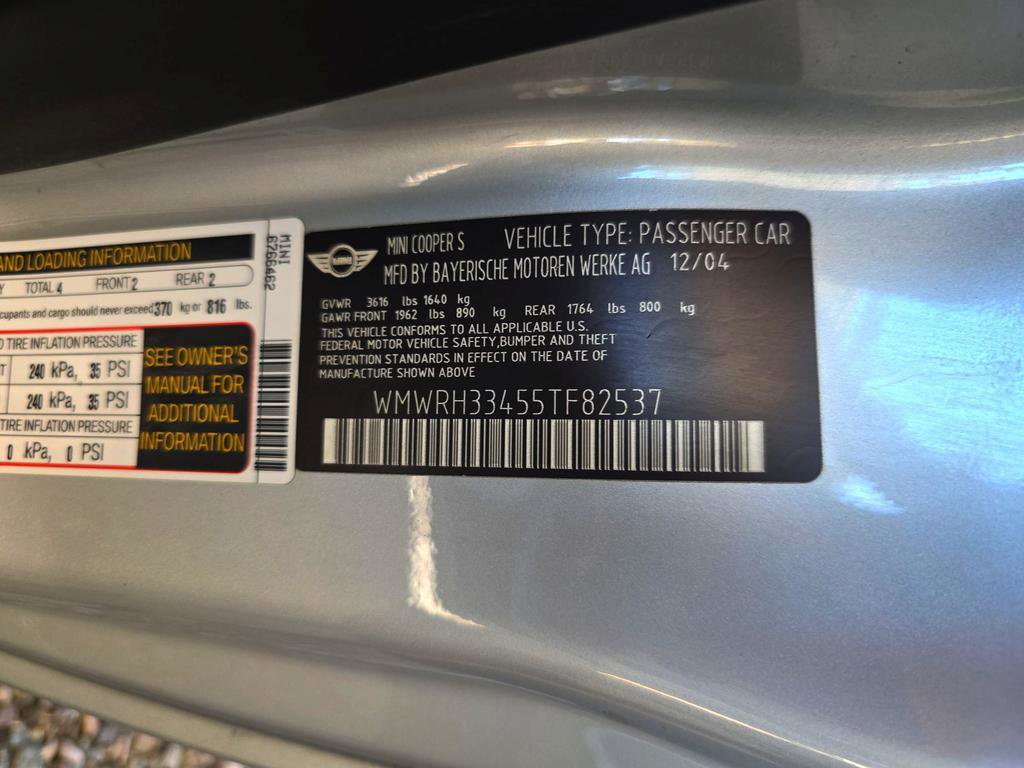 AND LOADING INFORMATION
TOTAL 4 FRONT 2 REAR 2
cupants and cargo should never exceed 370 kg or 816 lbs.
TIRE INFLATION PRESSURE
240 kPa, 35 PSI
240 kPa, 35 PSI
TIRE INFLATION PRESSURE
0 kPa, 0 PSI
SEE OWNER'S
MANUAL FOR
ADDITIONAL
INFORMATION
MINI
6766462
MINI
MINI COOPER S VEHICLE TYPE: PASSENGER CAR
MFD BY BAYERISCHE MOTOREN WERKE AG 12/04
GVWR 3616 lbs 1640 kg
GAWR FRONT 1962 lbs 890 kg REAR 1764 lbs 800 kg
THIS VEHICLE CONFORMS TO ALL APPLICABLE U.S.
FEDERAL MOTOR VEHICLE SAFETY,BUMPER AND THEFT
PREVENTION STANDARDS IN EFFECT ON THE DATE OF
MANUFACTURE SHOWN ABOVE
WMWRH33455TF82537